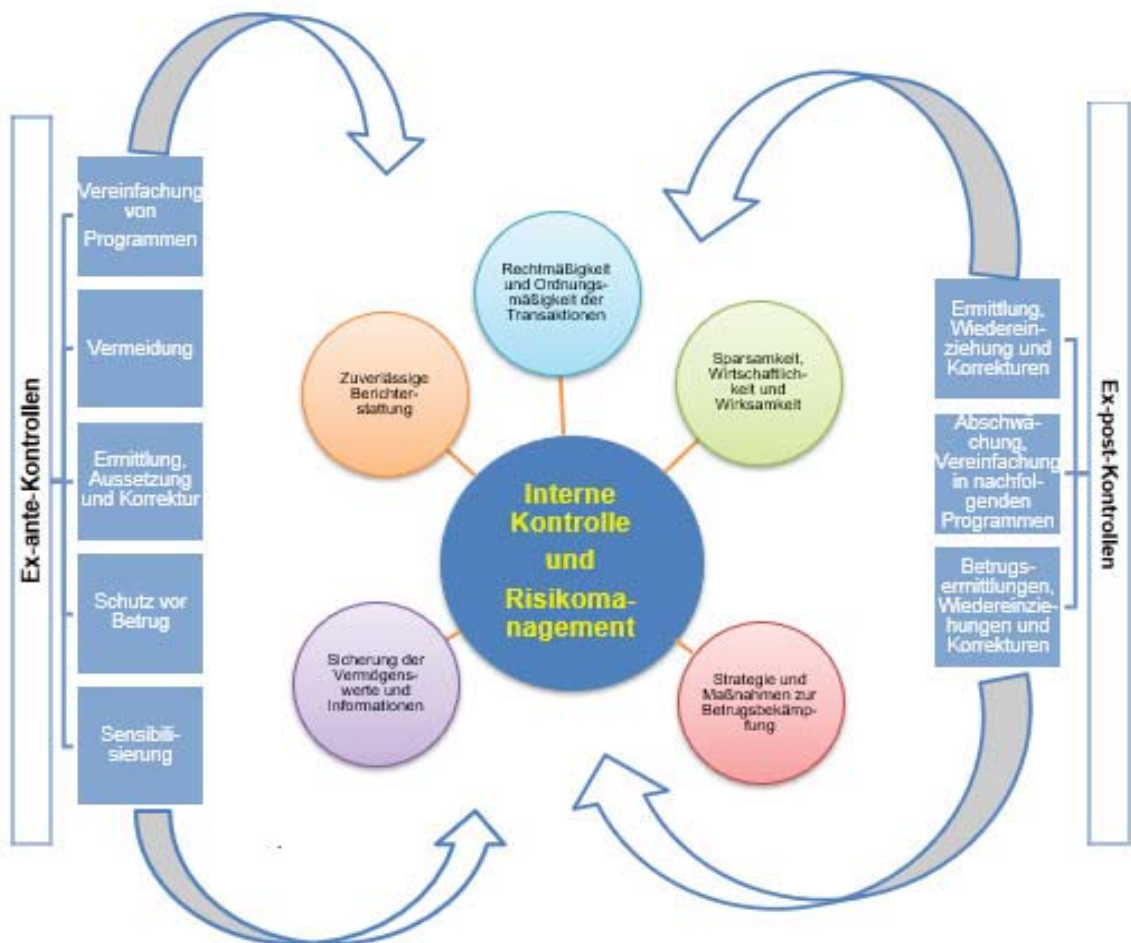 Ex-ante-Kontrollen
Vereinfachung
von
Programmen
Vermeidung
Ermittlung,
Aussetzung
und Korrektur
Schutz vor
Betrug
Sensibili-
sierung
Rechtmäßigkeit
und Ordnungs-
mäßigkeit der
Transaktionen
Zuverlässige
Berichter-
stattung
Sparsamkeit,
Wirtschaftlich-
keit und
Wirksamkeit
Interne
Kontrolle
und
Risikoma-
nagement
Sicherung der
Vermögens-
werte und
Informationen
Strategie und
Maßnahmen zur
Betrugsbekämp-
fung
Ermittlung,
Wiederein-
ziehung und
Korrekturen
Abschwä-
chung,
Vereinfachung
in nachfol-
genden
Programmen
Betrugs-
ermittlungen,
Wiedereinzie-
hungen und
Korrekturen
Ex-post-Kontrollen